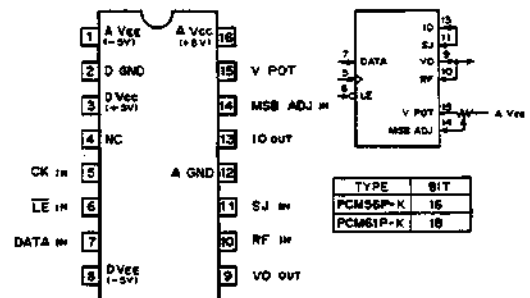 1 A VEE (-5V)
A VCC (+5V) 16
2 D GND
15 V POT
3 D VCC (+5V)
14 MSB ADJ IN
4 NC
13 IO OUT
CK IN 5
A GND 12
LE IN 6
11 SJ IN
DATA IN 7
10 RF IN
8 DVEE (-5V)
9 VO OUT
IO 13
SJ 11
7 DATA
VO 9
5
RF 10
6 LE
V POT 15
A VEE
MSB ADJ 14
TYPE BIT
PCM56P-K 16
PCM61P-K 18